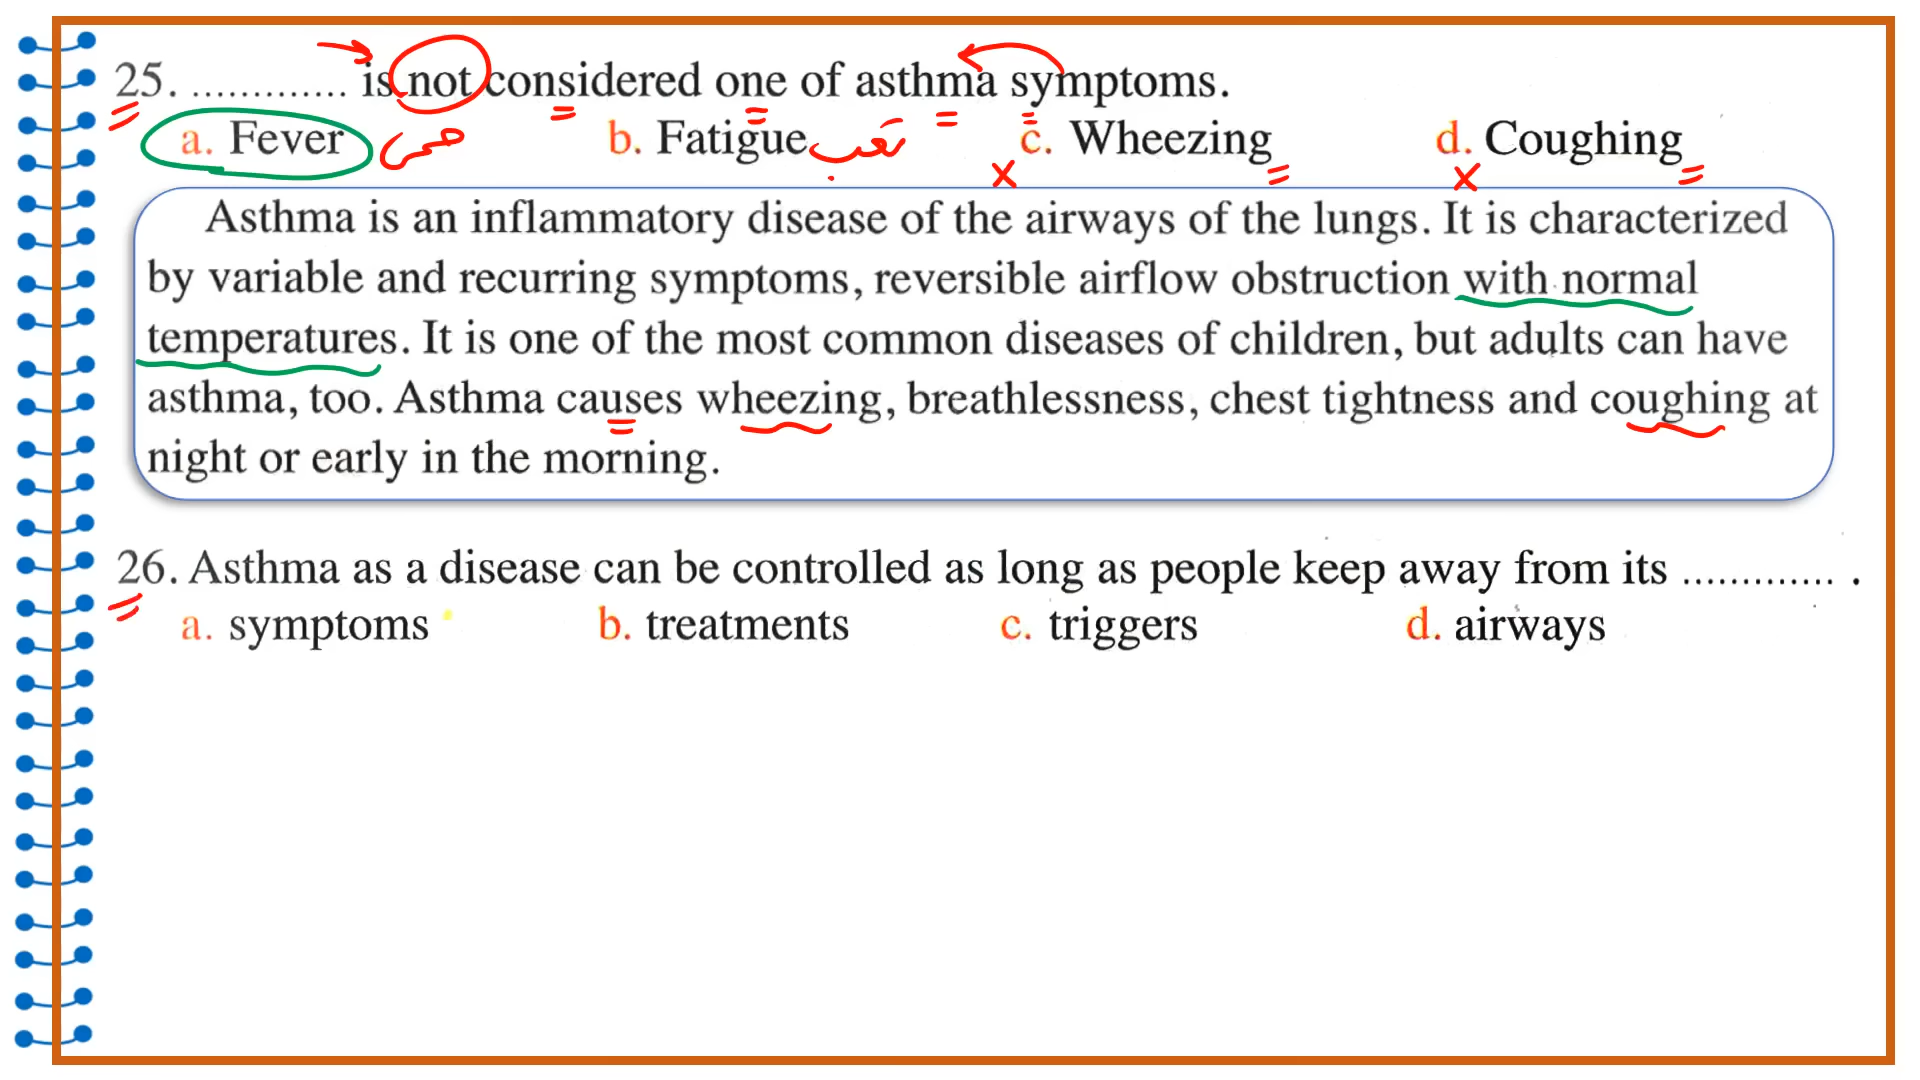 25. ............. is not considered one of asthma symptoms.
a. Fever b. Fatigue تعب c. Wheezing d. Coughing
Asthma is an inflammatory disease of the airways of the lungs. It is characterized
by variable and recurring symptoms, reversible airflow obstruction with normal
temperatures. It is one of the most common diseases of children, but adults can have
asthma, too. Asthma causes wheezing, breathlessness, chest tightness and coughing at
night or early in the morning.
26. Asthma as a disease can be controlled as long as people keep away from its ............. .
a. symptoms b. treatments c. triggers d. airways